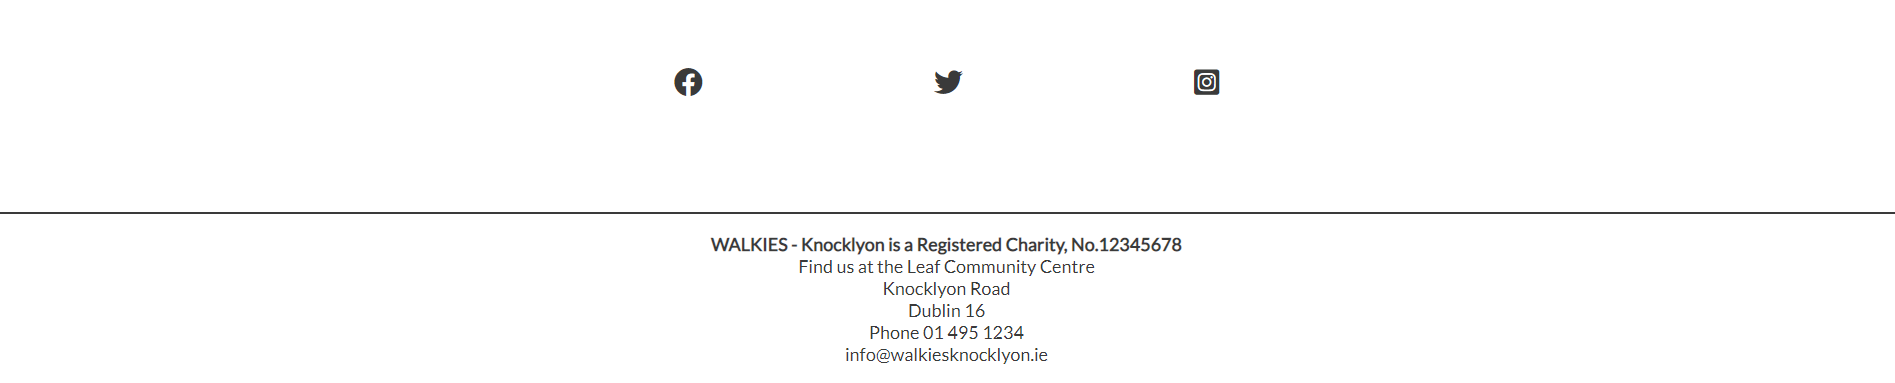 WALKIES - Knocklyon is a Registered Charity, No.12345678
Find us at the Leaf Community Centre
Knocklyon Road
Dublin 16
Phone 01 495 1234
info@walkiesknocklyon.ie